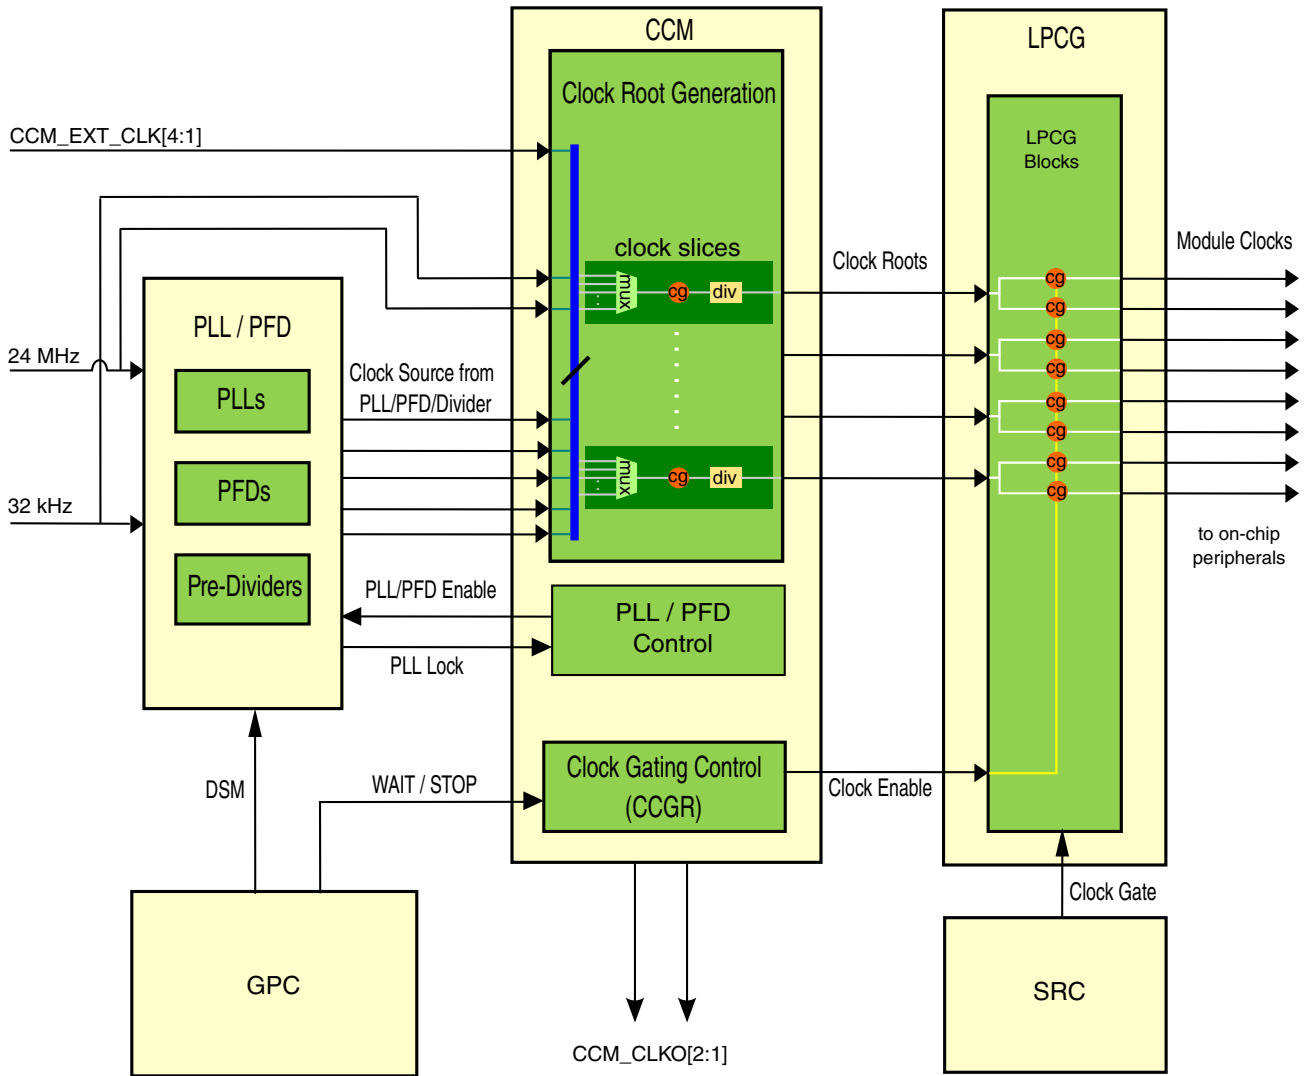 CCM
LPCG
Clock Root Generation
CCM_EXT_CLK[4:1]
LPCG
Blocks
clock slices
Clock Roots
Module Clocks
mux
cg
div
cg
cg
cg
cg
cg
cg
cg
cg
PLL / PFD
24 MHz
PLLs
Clock Source from
PLL/PFD/Divider
PFDs
mux
cg
div
32 kHz
to on-chip
peripherals
Pre-Dividers
PLL/PFD Enable
PLL / PFD
Control
PLL Lock
DSM
WAIT / STOP
Clock Gating Control
(CCGR)
Clock Enable
Clock Gate
GPC
SRC
CCM_CLKO[2:1]